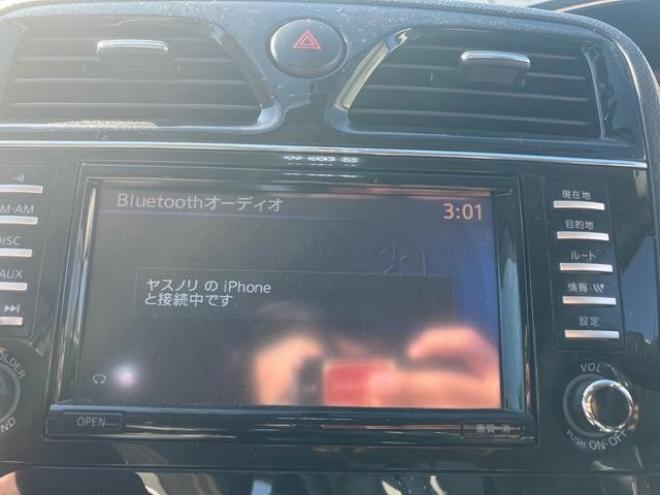 Bluetoothオーディオ
3:01
ヤスノリ の iPhone
と接続中です
M·AM
DISC
AUX
現在地
目的地
ルート
情報·
設定
VOL
PUSH ON·OFF
OPEN